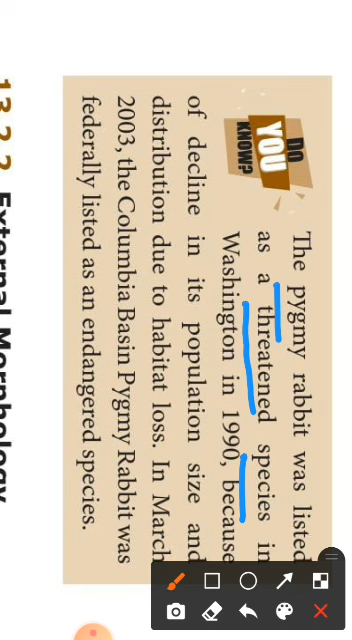 DO
YOU
KNOW?
The pygmy rabbit was listed
as a threatened species in
Washington in 1990, because
of decline in its population size and
distribution due to habitat loss. In March
2003, the Columbia Basin Pygmy Rabbit was
federally listed as an endangered species.
13.2.2 External Morphology